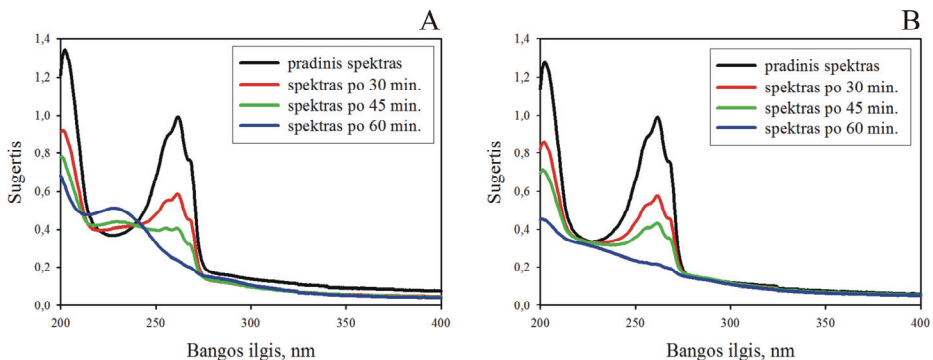 A
1,4
1,2
1,0
0,8
0,6
0,4
0,2
0,0
Sugertis
pradinis spektras
spektras po 30 min.
spektras po 45 min.
spektras po 60 min.
200 250 300 350 400
Bangos ilgis, nm
B
1,4
1,2
1,0
0,8
0,6
0,4
0,2
0,0
Sugertis
pradinis spektras
spektras po 30 min.
spektras po 45 min.
spektras po 60 min.
200 250 300 350 400
Bangos ilgis, nm